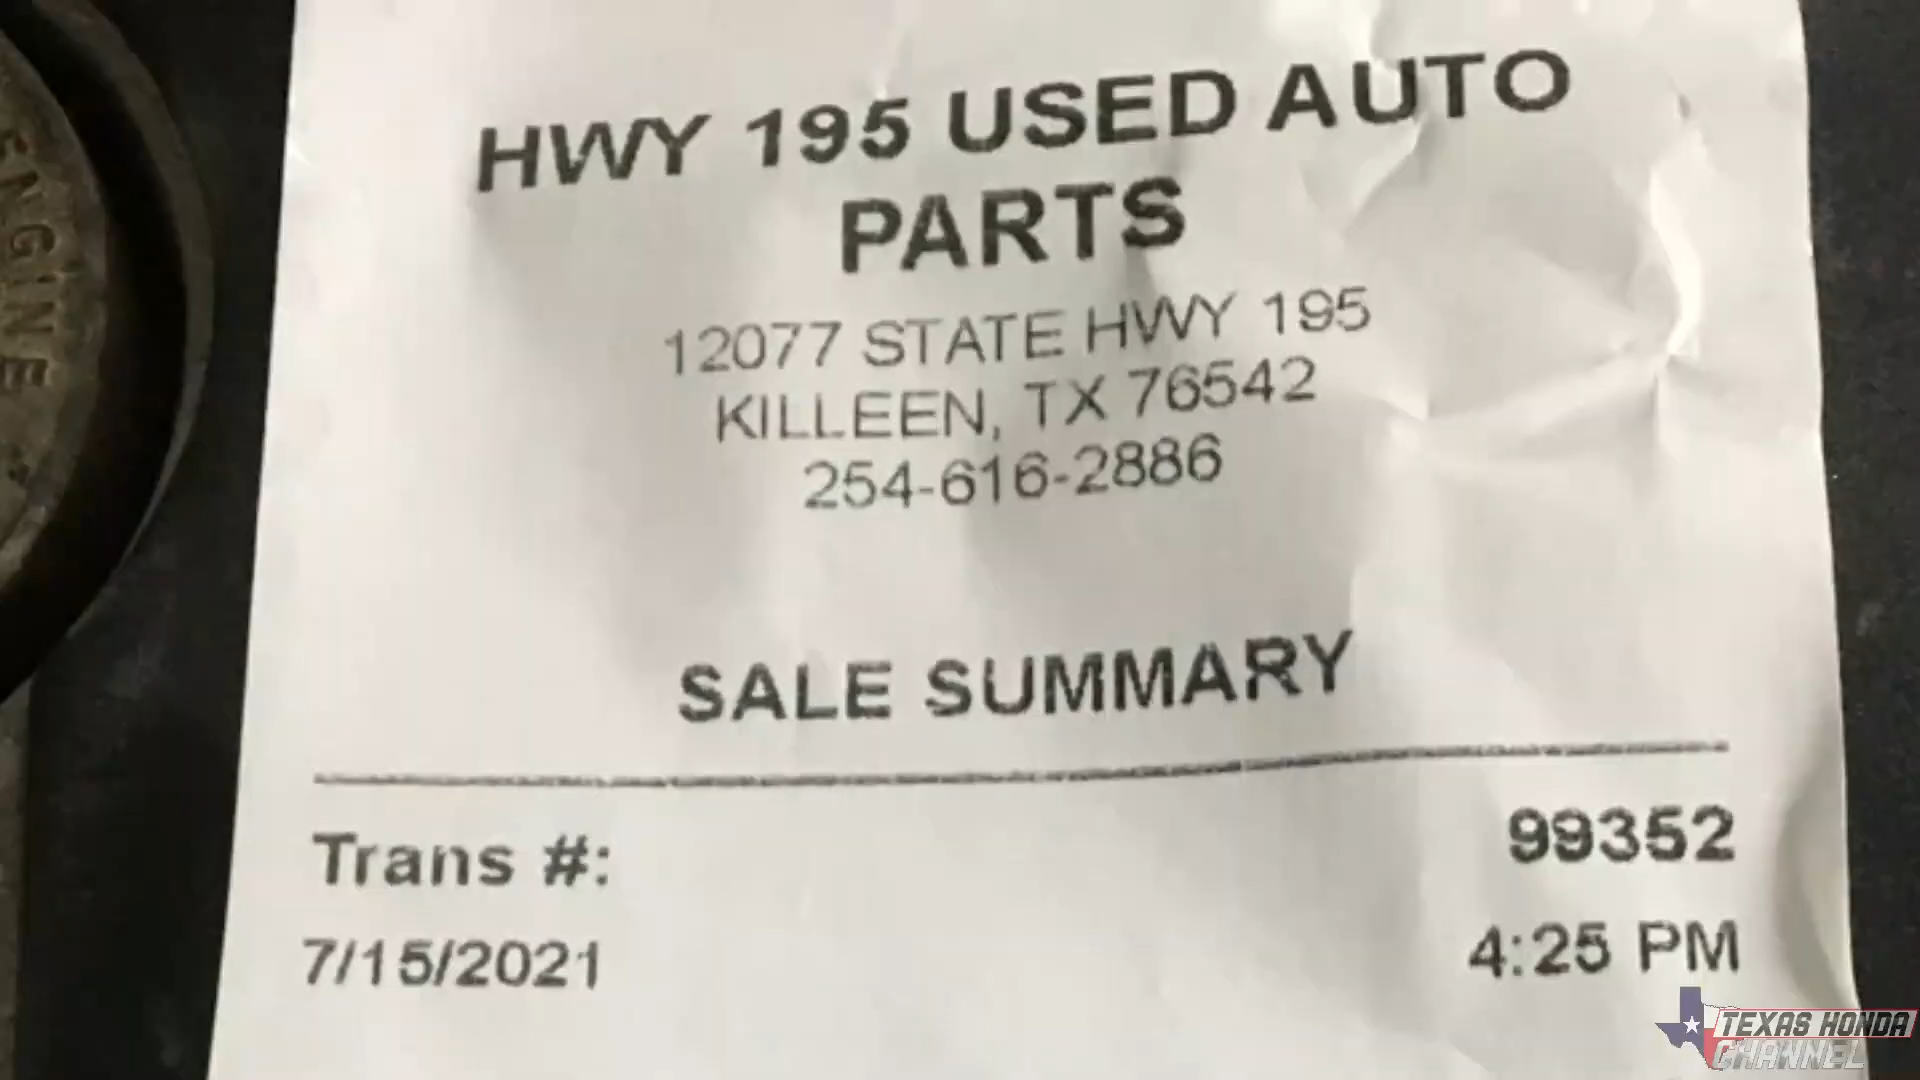 ENGINE
HWY 195 USED AUTO
PARTS
12077 STATE HWY 195
KILLEEN, TX 76542
254-616-2886
SALE SUMMARY
Trans #: 99352
7/15/2021 4:25 PM
TEXAS HONDA
CHANNEL